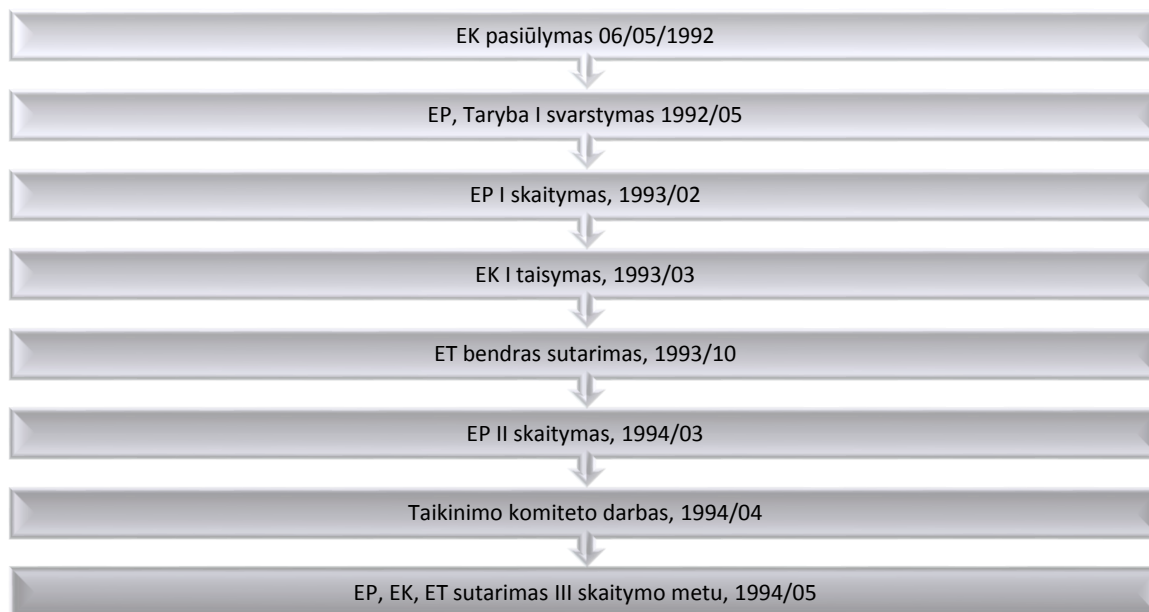 EK pasiūlymas 06/05/1992
EP, Taryba I svarstymas 1992/05
EP I skaitymas, 1993/02
EK I taisymas, 1993/03
ET bendras sutarimas, 1993/10
EP II skaitymas, 1994/03
Taikinimo komiteto darbas, 1994/04
EP, EK, ET sutarimas III skaitymo metu, 1994/05